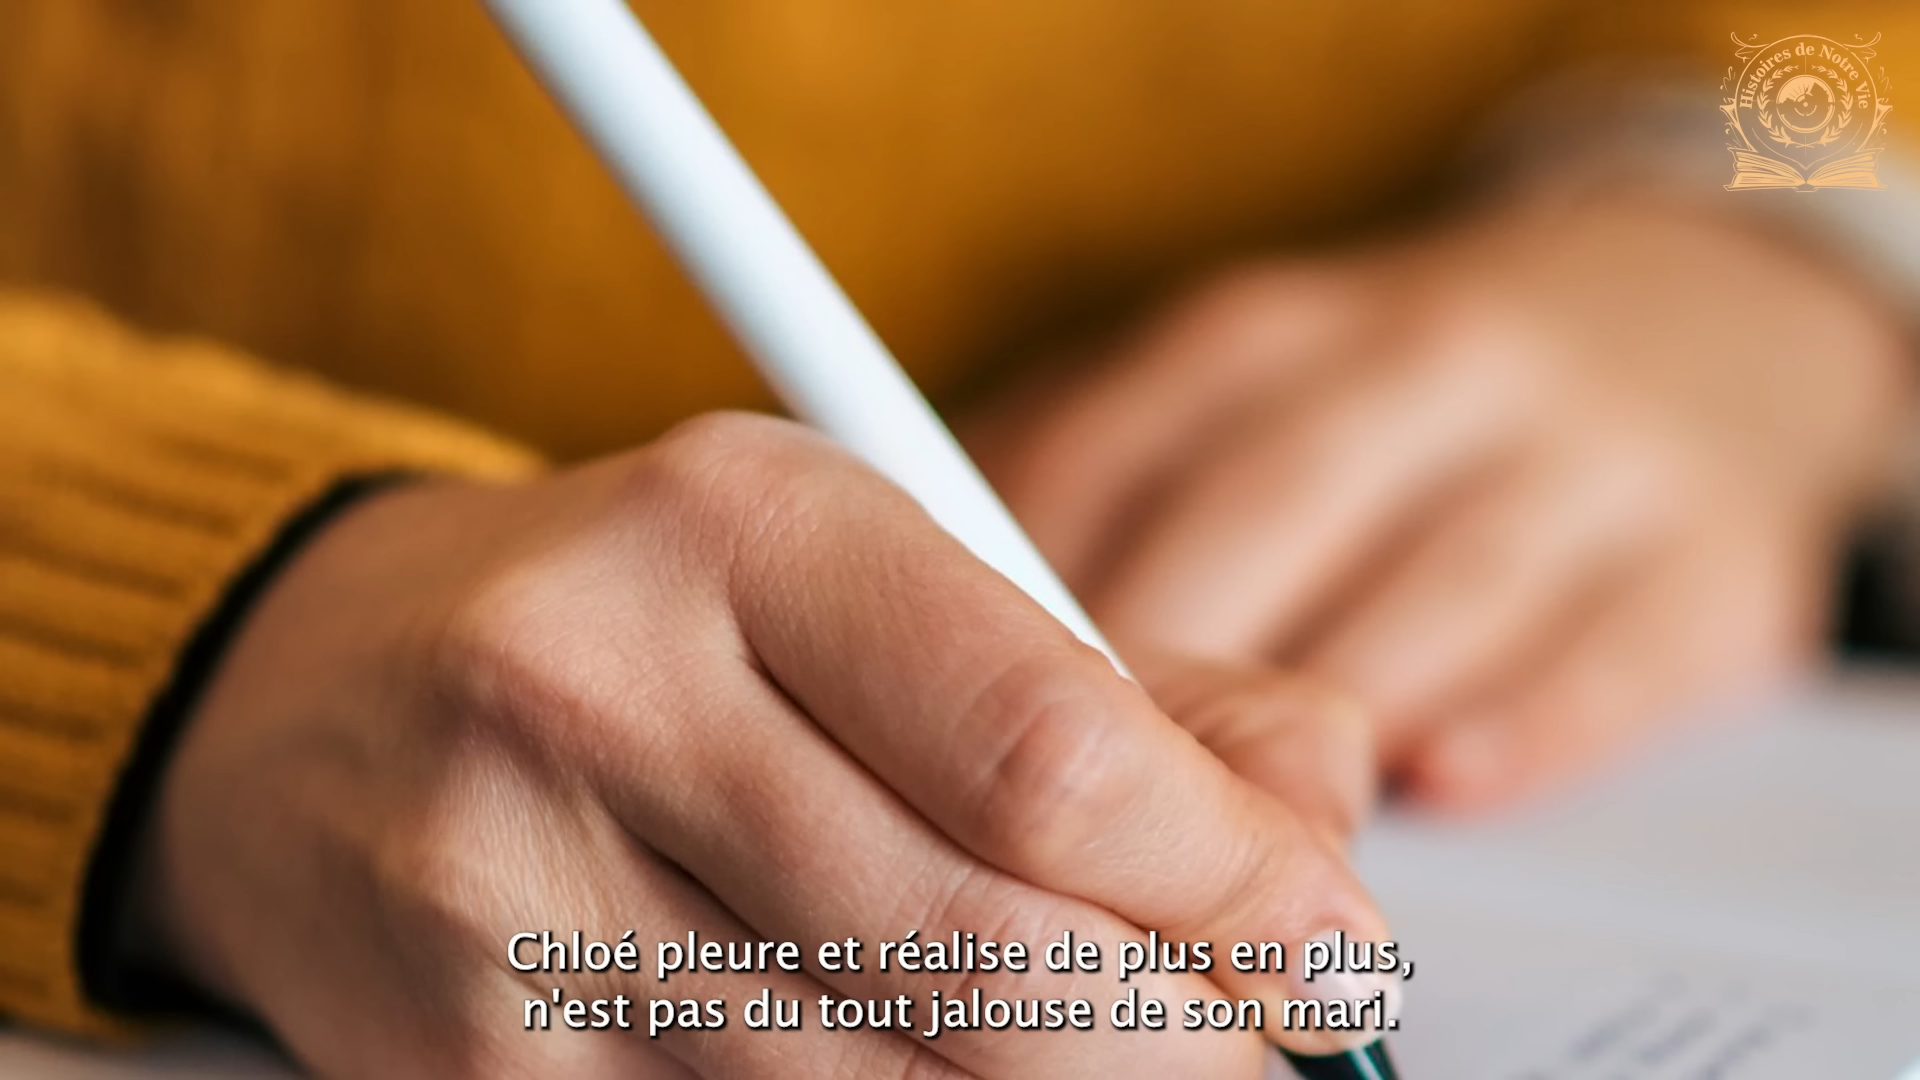 Histoires de Notre Vie
Chloé pleure et réalise de plus en plus,
n'est pas du tout jalouse de son mari.